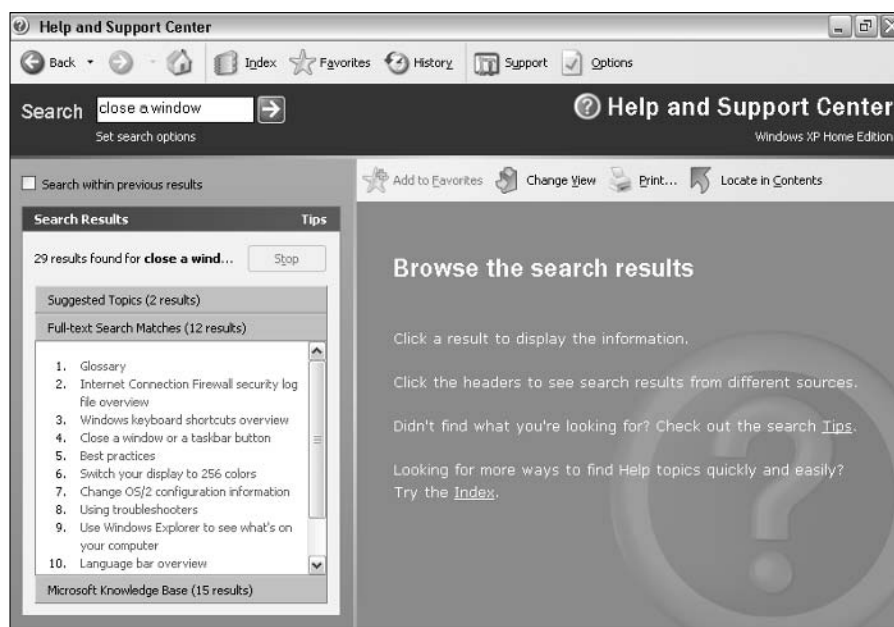 Help and Support Center
Back
Index
Favorites
History
Support
Options
Search
close a window
Set search options
Help and Support Center
Windows XP Home Edition
Search within previous results
Add to Favorites
Change View
Print...
Locate in Contents
Search Results
Tips
29 results found for close a wind...
Stop
Suggested Topics (2 results)
Full-text Search Matches (12 results)
1. Glossary
2. Internet Connection Firewall security log
file overview
3. Windows keyboard shortcuts overview
4. Close a window or a taskbar button
5. Best practices
6. Switch your display to 256 colors
7. Change OS/2 configuration information
8. Using troubleshooters
9. Use Windows Explorer to see what's on
your computer
10. Language bar overview
Microsoft Knowledge Base (15 results)
Browse the search results
Click a result to display the information.
Click the headers to see search results from different sources.
Didn't find what you're looking for? Check out the search Tips.
Looking for more ways to find Help topics quickly and easily?
Try the Index.